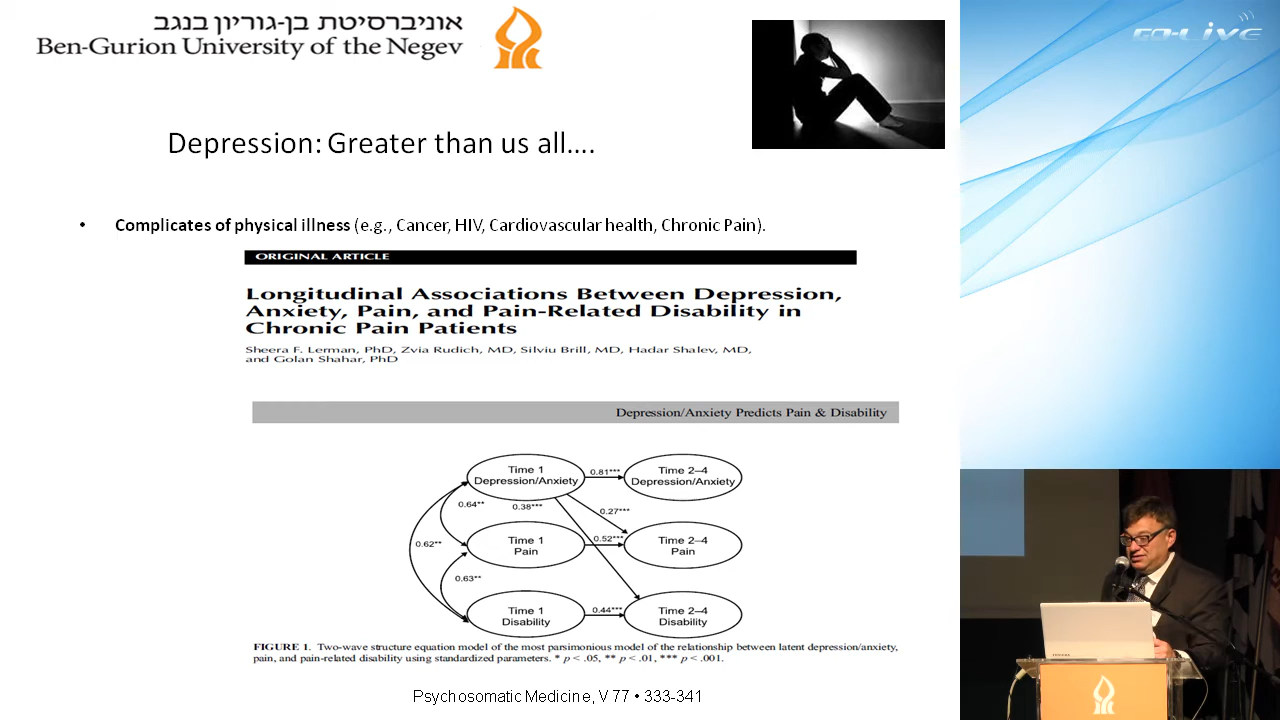 אוניברסיטת בן-גוריון בנגב
Ben-Gurion University of the Negev
GO-LIVE
Depression: Greater than us all....
• Complicates of physical illness (e.g., Cancer, HIV, Cardiovascular health, Chronic Pain).
ORIGINAL ARTICLE
Longitudinal Associations Between Depression,
Anxiety, Pain, and Pain-Related Disability in
Chronic Pain Patients
Sheera F. Lerman, PhD, Zvia Rudich, MD, Silviu Brill, MD, Hadar Shalev, MD,
and Golan Shahar, PhD
Depression/Anxiety Predicts Pain & Disability
Time 1
Depression/Anxiety
0.81***
Time 2–4
Depression/Anxiety
0.64**
0.38***
0.27***
0.62**
Time 1
Pain
0.52***
Time 2–4
Pain
0.63**
Time 1
Disability
0.44***
Time 2–4
Disability
FIGURE 1. Two-wave structure equation model of the most parsimonious model of the relationship between latent depression/anxiety,
pain, and pain-related disability using standardized parameters. * p < .05, ** p < .01, *** p < .001.
Psychosomatic Medicine, V 77 • 333-341